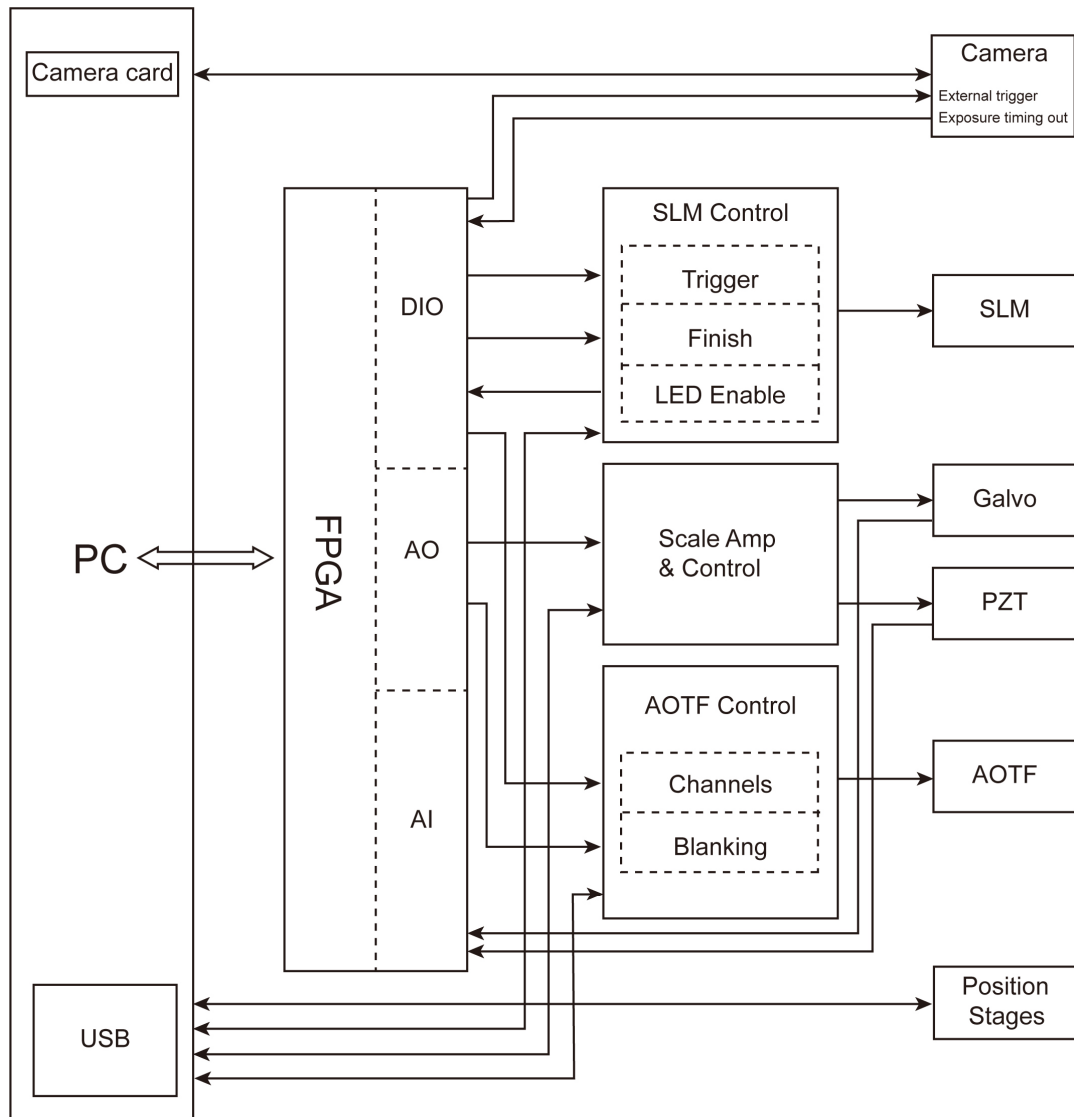 Camera card
Camera
External trigger
Exposure timing out
SLM Control
Trigger
Finish
LED Enable
SLM
DIO
AO
AI
FPGA
PC
Scale Amp
& Control
Galvo
PZT
AOTF Control
Channels
Blanking
AOTF
USB
Position
Stages